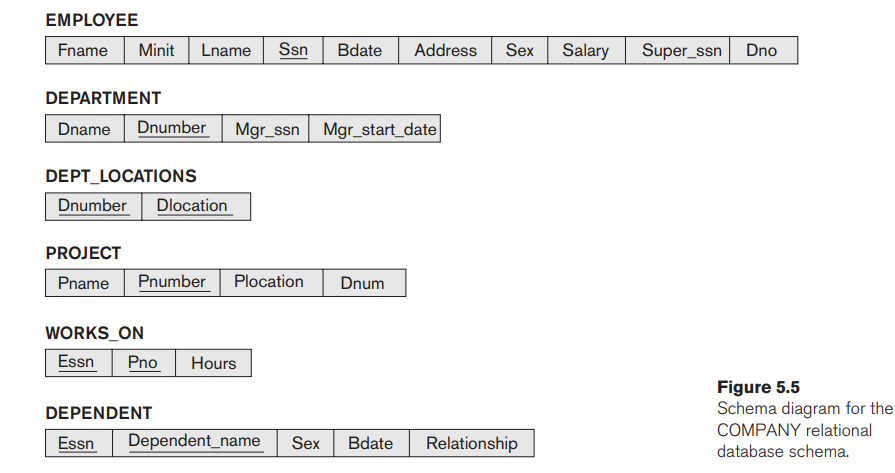 EMPLOYEE
Fname Minit Lname Ssn Bdate Address Sex Salary Super_ssn Dno
DEPARTMENT
Dname Dnumber Mgr_ssn Mgr_start_date
DEPT_LOCATIONS
Dnumber Dlocation
PROJECT
Pname Pnumber Plocation Dnum
WORKS_ON
Essn Pno Hours
DEPENDENT
Essn Dependent_name Sex Bdate Relationship
Figure 5.5
Schema diagram for the
COMPANY relational
database schema.